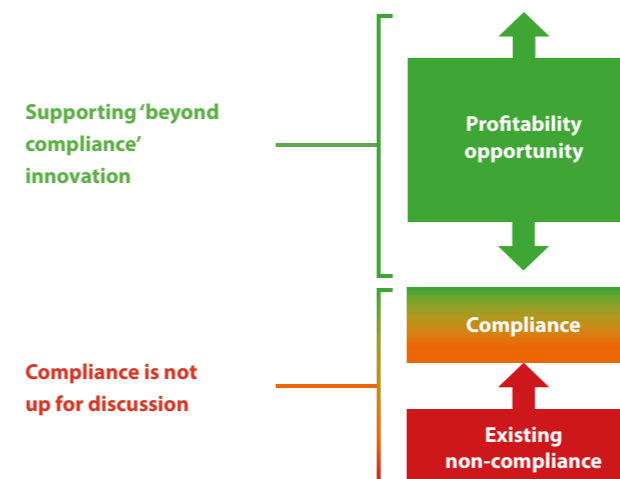 Supporting ‘beyond
compliance’
innovation
Profitability
opportunity
Compliance
Compliance is not
up for discussion
Existing
non-compliance